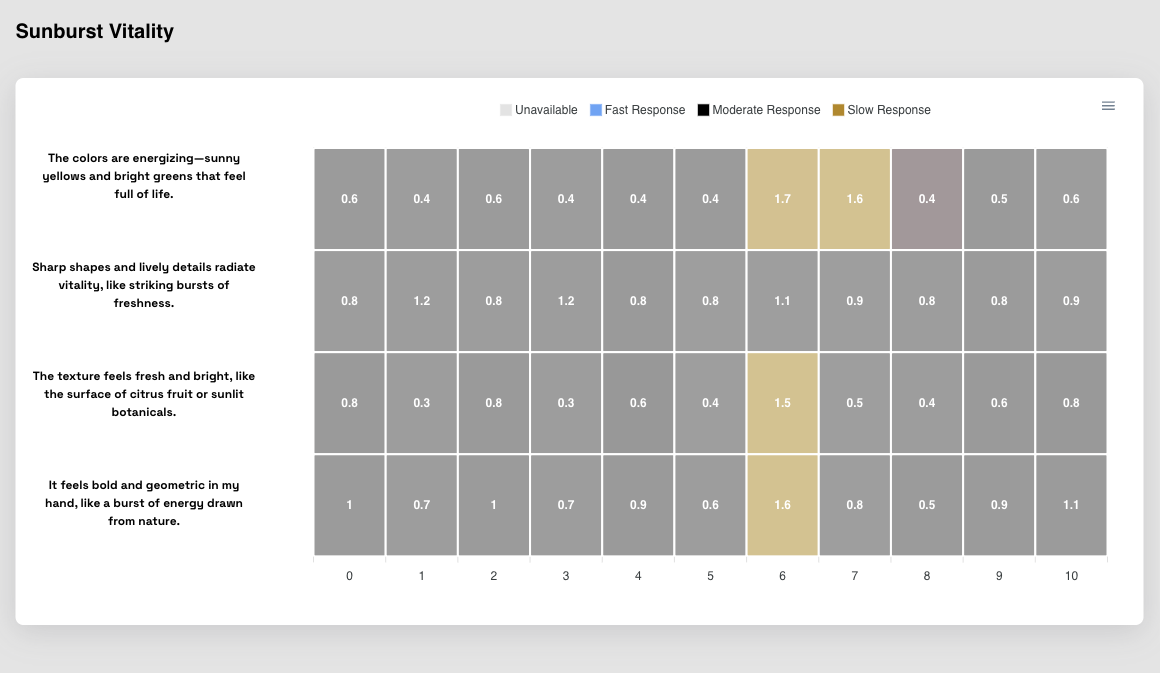 Sunburst Vitality
Unavailable Fast Response Moderate Response Slow Response
The colors are energizing—sunny
yellows and bright greens that feel
full of life.
0.6 0.4 0.6 0.4 0.4 0.4 1.7 1.6 0.4 0.5 0.6
Sharp shapes and lively details radiate
vitality, like striking bursts of
freshness.
0.8 1.2 0.8 1.2 0.8 0.8 1.1 0.9 0.8 0.8 0.9
The texture feels fresh and bright, like
the surface of citrus fruit or sunlit
botanicals.
0.8 0.3 0.8 0.3 0.6 0.4 1.5 0.5 0.4 0.6 0.8
It feels bold and geometric in my
hand, like a burst of energy drawn
from nature.
1 0.7 1 0.7 0.9 0.6 1.6 0.8 0.5 0.9 1.1
0 1 2 3 4 5 6 7 8 9 10